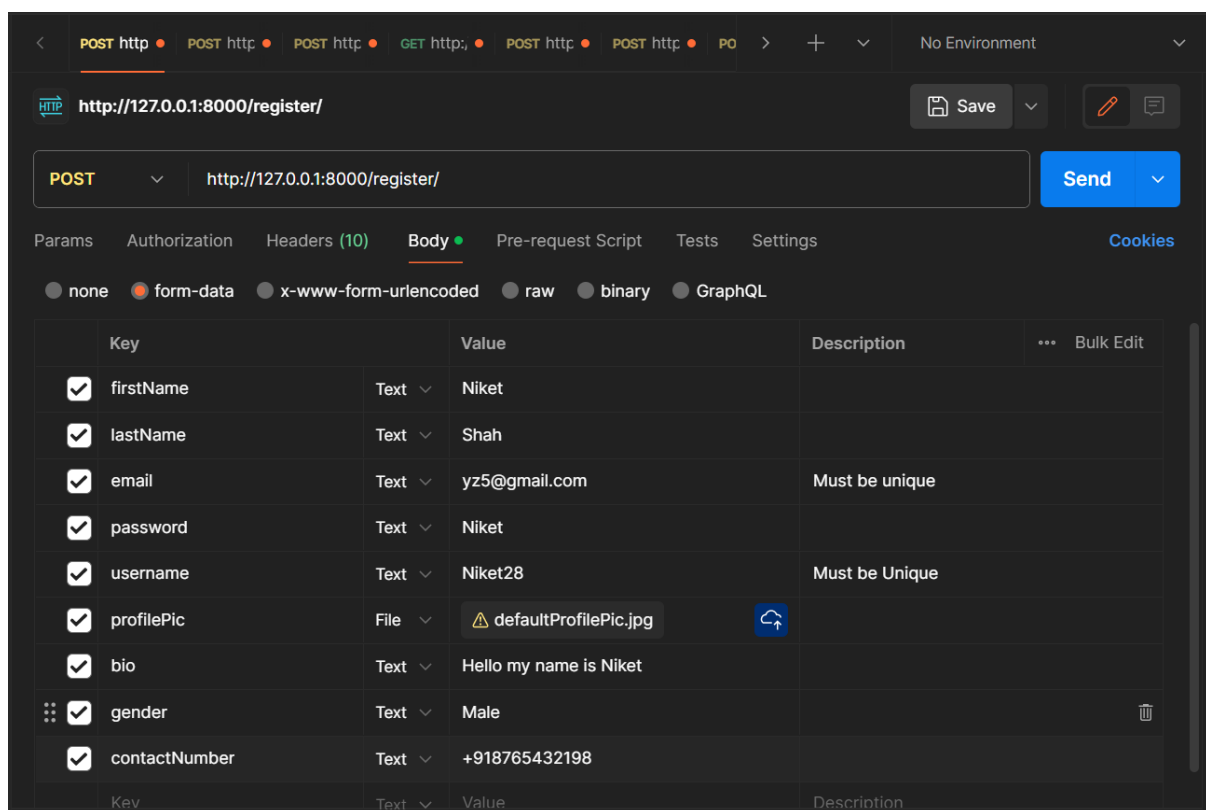 POST http POST http POST http GET http:/ POST http POST http PO No Environment
HTTP http://127.0.0.1:8000/register/ Save
POST http://127.0.0.1:8000/register/ Send
Params Authorization Headers (10) Body Pre-request Script Tests Settings Cookies
none form-data x-www-form-urlencoded raw binary GraphQL
Key Value Description Bulk Edit
firstName Text Niket
lastName Text Shah
email Text yz5@gmail.com Must be unique
password Text Niket
username Text Niket28 Must be Unique
profilePic File defaultProfilePic.jpg
bio Text Hello my name is Niket
gender Text Male
contactNumber Text +918765432198
Key Text Value Description